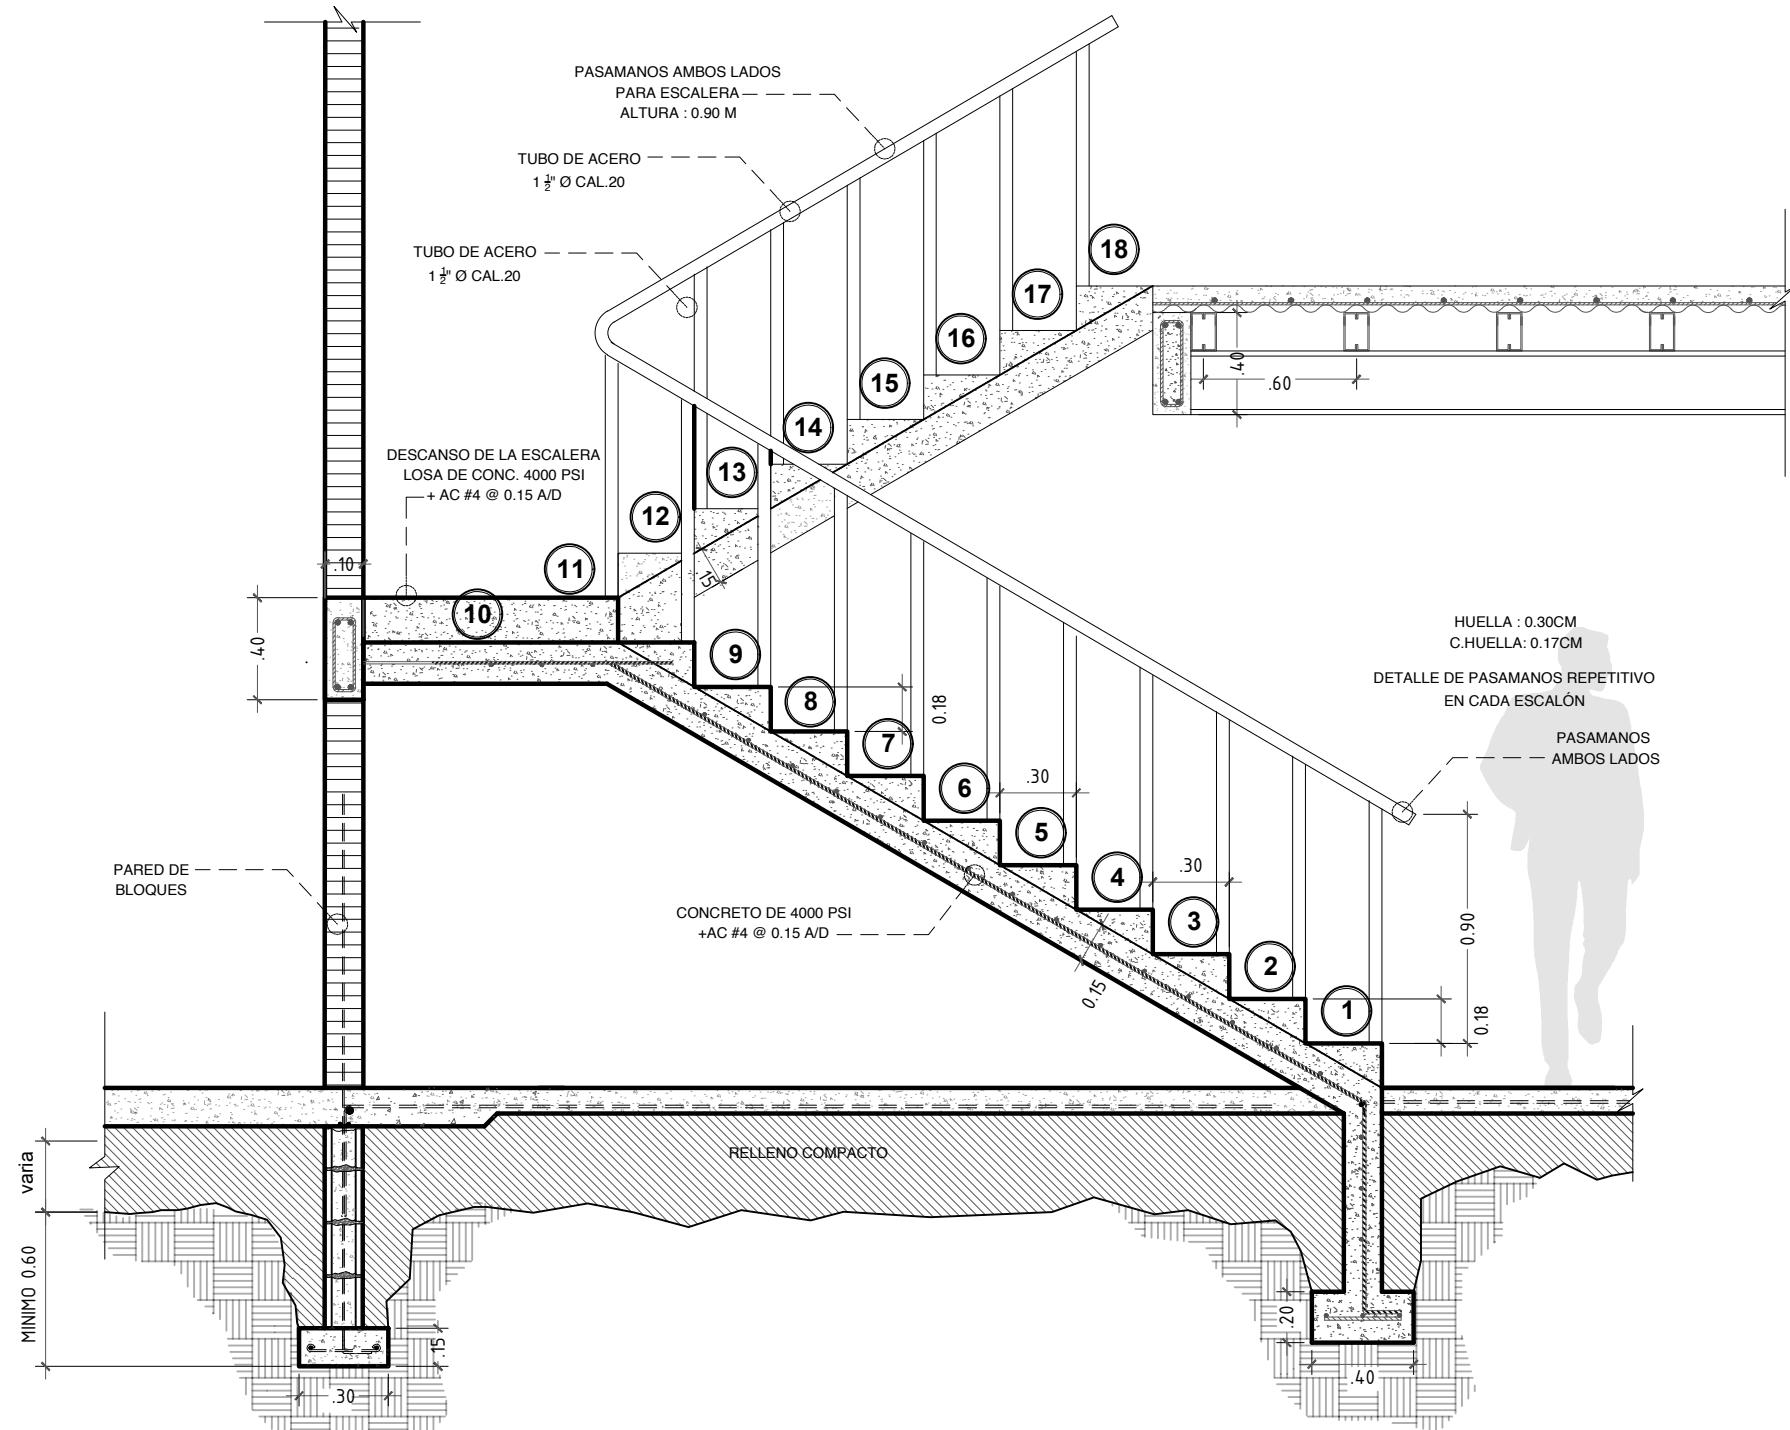 PASAMANOS AMBOS LADOS
PARA ESCALERA
ALTURA : 0.90 M
TUBO DE ACERO
1 1/2" Ø CAL.20
TUBO DE ACERO
1 1/2" Ø CAL.20
18
17
16
15
14
13
12
11
10
.40
.60
DESCANSO DE LA ESCALERA
LOSA DE CONC. 4000 PSI
+ AC #4 @ 0.15 A/D
.10
.15
.40
9
8
7
6
5
4
3
2
1
0.18
.30
.30
HUELLA : 0.30CM
C.HUELLA: 0.17CM
DETALLE DE PASAMANOS REPETITIVO
EN CADA ESCALÓN
PASAMANOS
AMBOS LADOS
PARED DE
BLOQUES
CONCRETO DE 4000 PSI
+AC #4 @ 0.15 A/D
0.15
0.90
0.18
RELLENO COMPACTO
varia
MINIMO 0.60
.15
.30
.20
.40